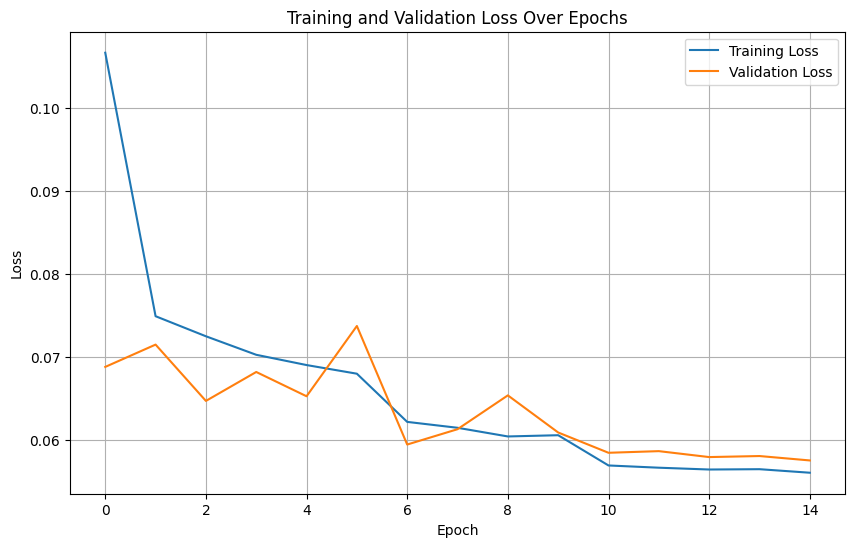 Training and Validation Loss Over Epochs
Training Loss
Validation Loss
0.10
0.09
0.08
0.07
0.06
Loss
0 2 4 6 8 10 12 14
Epoch